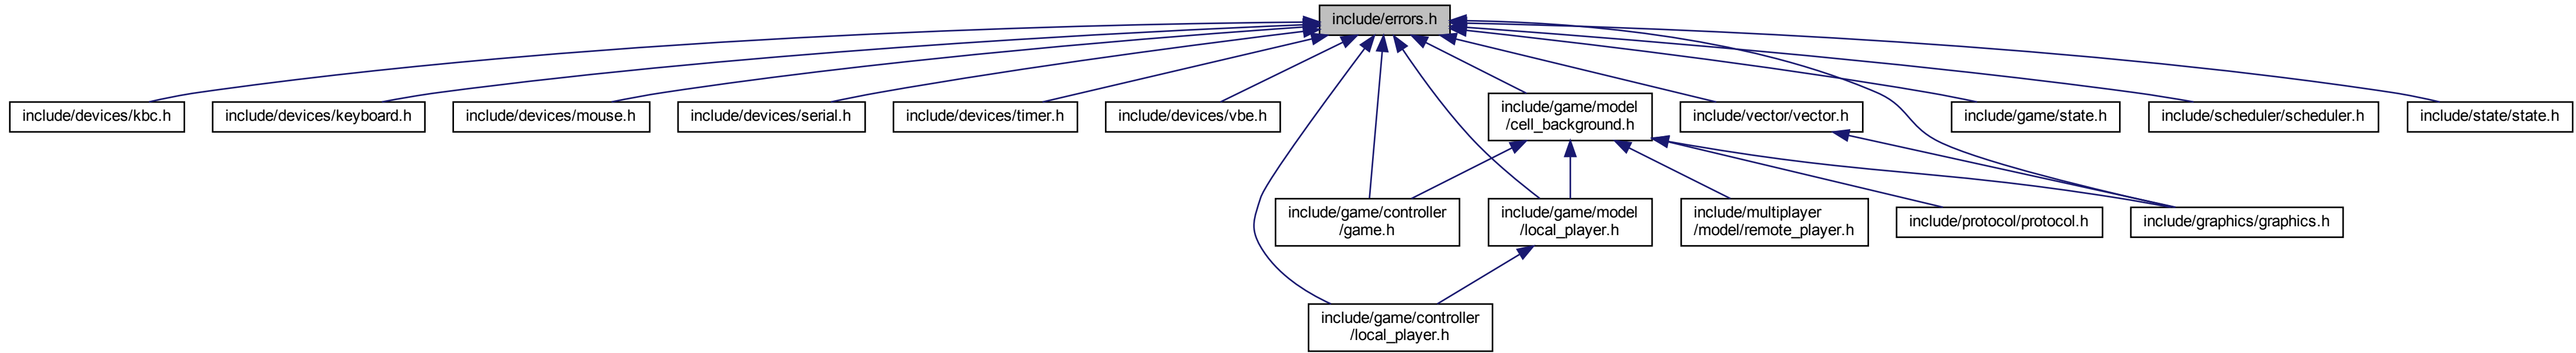 include/errors.h
include/devices/kbc.h
include/devices/keyboard.h
include/devices/mouse.h
include/devices/serial.h
include/devices/timer.h
include/devices/vbe.h
include/game/model
/cell_background.h
include/vector/vector.h
include/game/state.h
include/scheduler/scheduler.h
include/state/state.h
include/game/controller
/game.h
include/game/model
/local_player.h
include/multiplayer
/model/remote_player.h
include/protocol/protocol.h
include/graphics/graphics.h
include/game/controller
/local_player.h